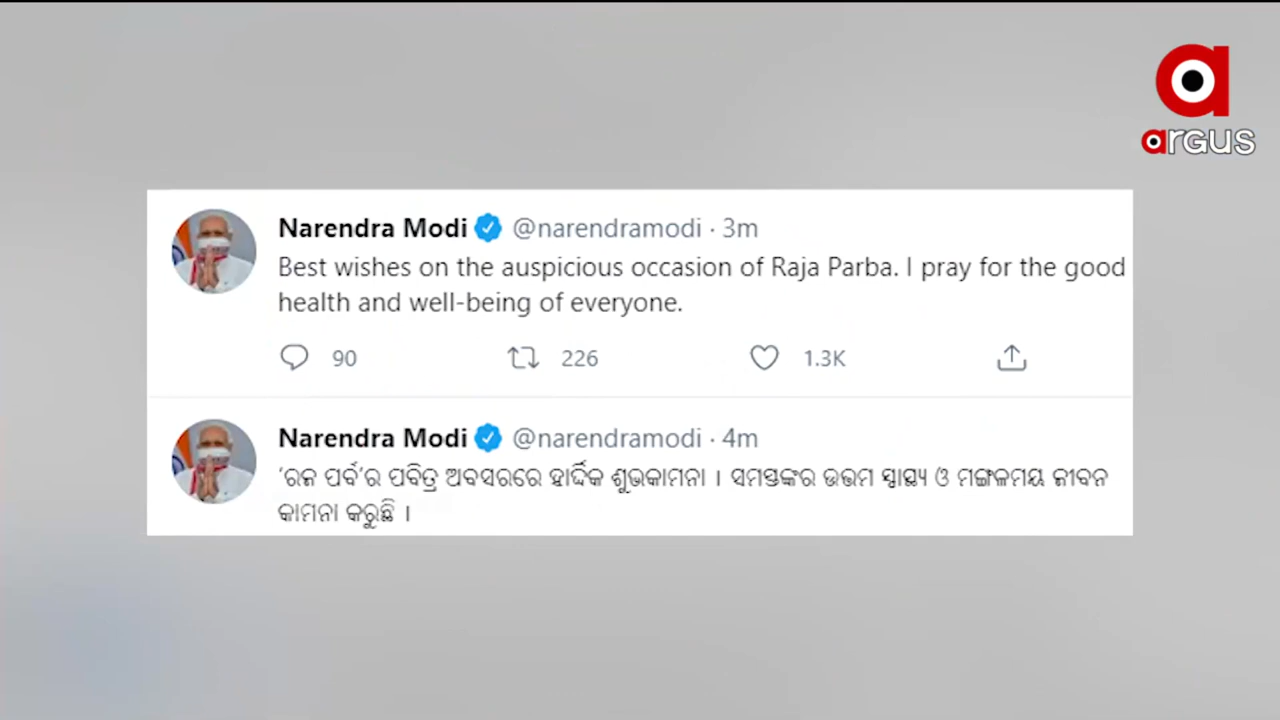 argus
Narendra Modi @narendramodi · 3m
Best wishes on the auspicious occasion of Raja Parba. I pray for the good
health and well-being of everyone.
90 226 1.3K
Narendra Modi @narendramodi · 4m
‘ରଜ ପର୍ବ’ର ପବିତ୍ର ଅବସରରେ ହାର୍ଦ୍ଦିକ ଶୁଭକାମନା । ସମସ୍ତଙ୍କର ଉତ୍ତମ ସ୍ୱାସ୍ଥ୍ୟ ଓ ମଙ୍ଗଳମୟ ଜୀବନ
କାମନା କରୁଛି ।